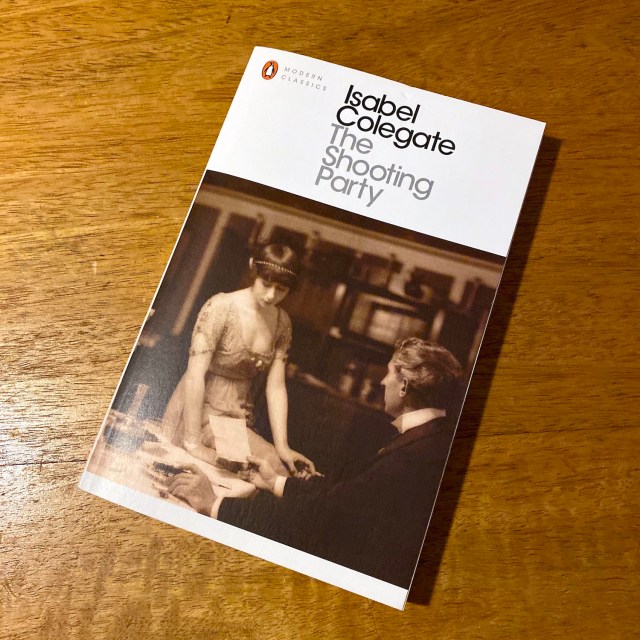 MODERN
CLASSICS
Isabel
Colegate
The
Shooting
Party